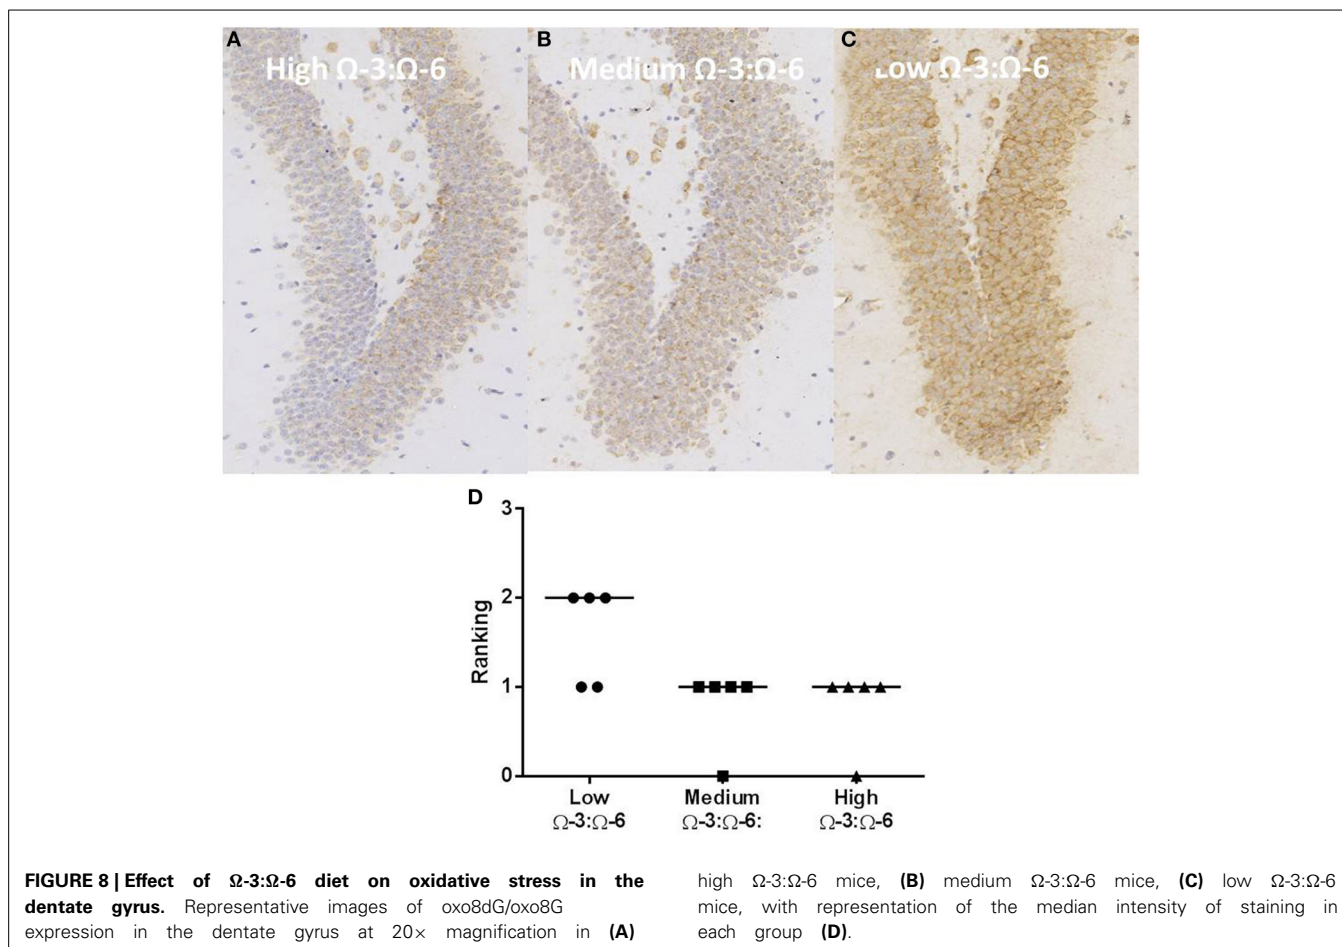 A
B
C
High Ω-3:Ω-6
Medium Ω-3:Ω-6
Low Ω-3:Ω-6
D
3
2
1
0
Ranking
Low
Ω-3:Ω-6
Medium
Ω-3:Ω-6:
High
Ω-3:Ω-6
FIGURE 8 | Effect of Ω-3:Ω-6 diet on oxidative stress in the
dentate gyrus. Representative images of oxo8dG/oxo8G
expression in the dentate gyrus at 20× magnification in (A)
high Ω-3:Ω-6 mice, (B) medium Ω-3:Ω-6 mice, (C) low Ω-3:Ω-6
mice, with representation of the median intensity of staining in
each group (D).